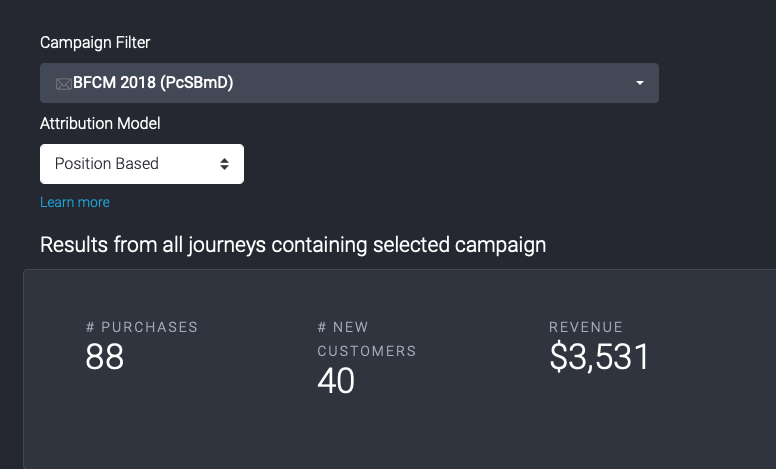 Campaign Filter
BFCM 2018 (PcSBmD)
Attribution Model
Position Based
Learn more
Results from all journeys containing selected campaign
# PURCHASES
88
# NEW
CUSTOMERS
40
REVENUE
$3,531